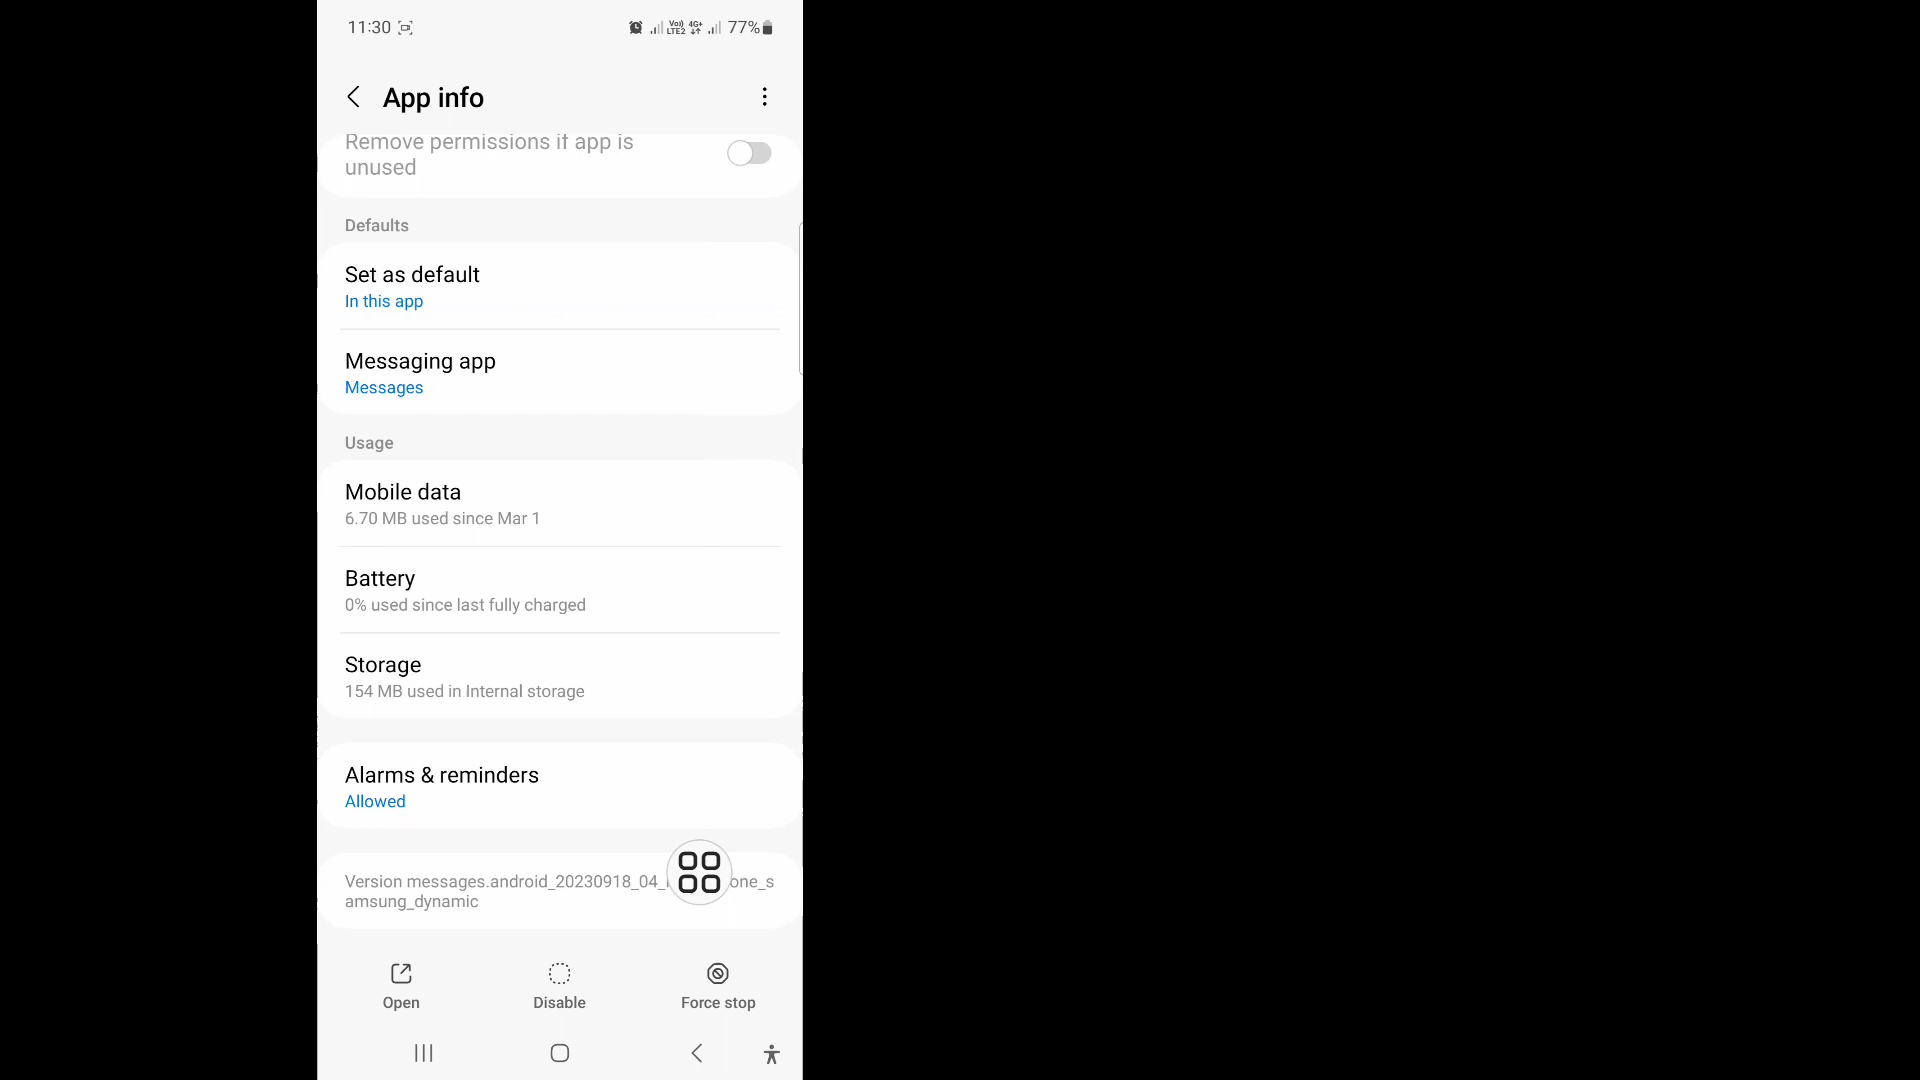 11:30
Vo)) LTE2 4G+ 77%
App info
Remove permissions if app is
unused
Defaults
Set as default
In this app
Messaging app
Messages
Usage
Mobile data
6.70 MB used since Mar 1
Battery
0% used since last fully charged
Storage
154 MB used in Internal storage
Alarms & reminders
Allowed
Version messages.android_20230918_04_ one_s
amsung_dynamic
Open
Disable
Force stop